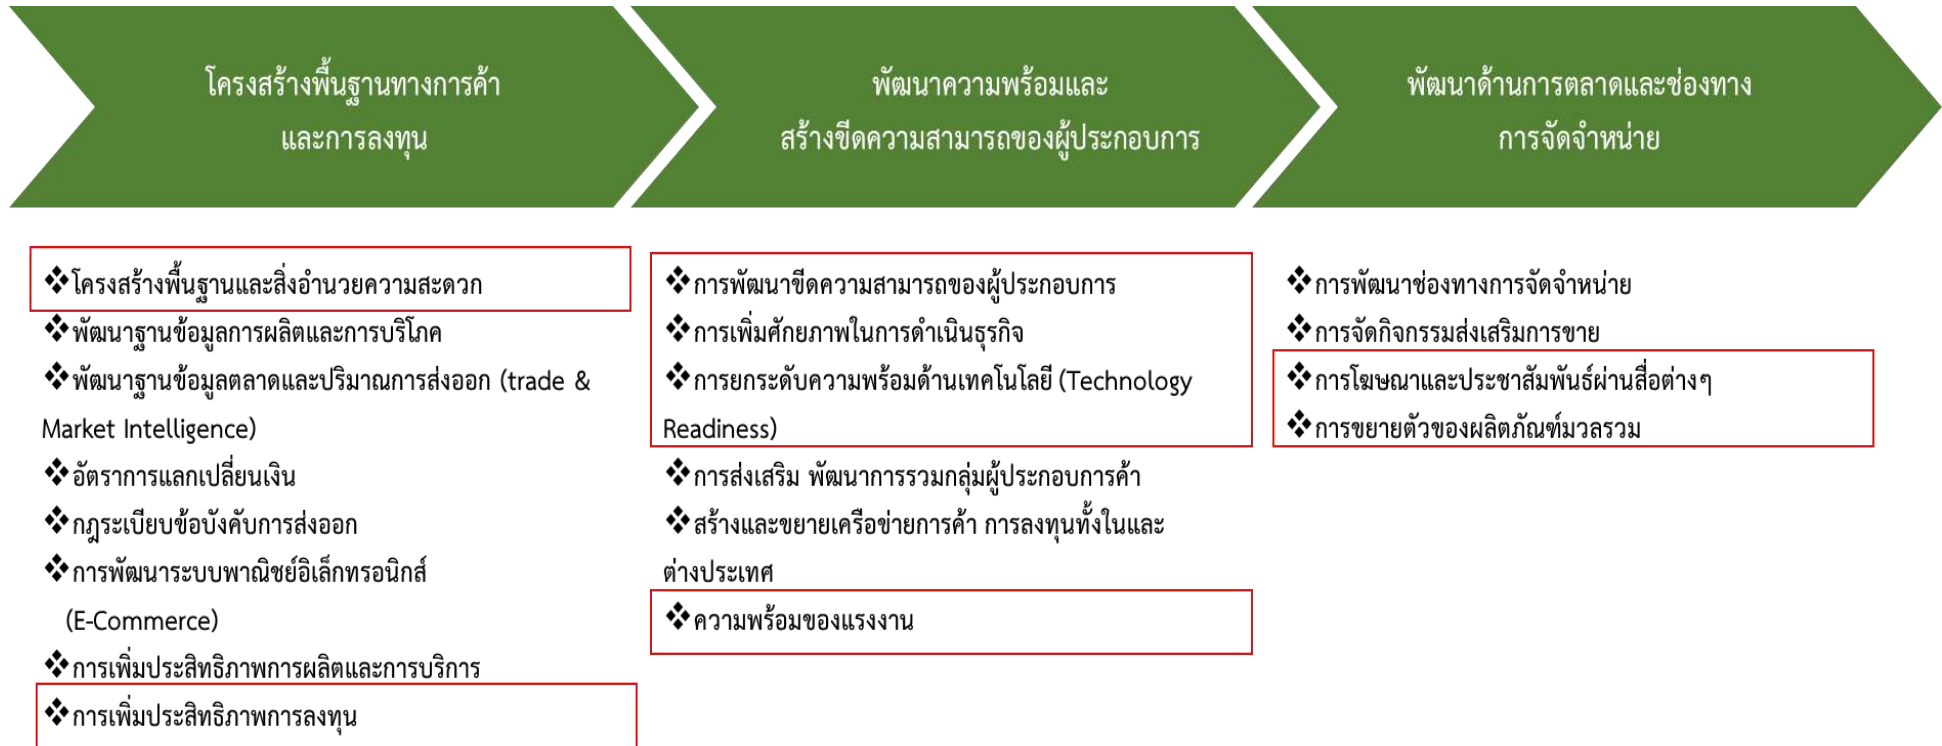 โครงสร้างพื้นฐานทางการค้า
และการลงทุน
พัฒนาความพร้อมและ
สร้างขีดความสามารถของผู้ประกอบการ
พัฒนาด้านการตลาดและช่องทาง
การจัดจำหน่าย
❖โครงสร้างพื้นฐานและสิ่งอำนวยความสะดวก
❖พัฒนาฐานข้อมูลการผลิตและการบริโภค
❖พัฒนาฐานข้อมูลตลาดและปริมาณการส่งออก (trade &
Market Intelligence)
❖อัตราการแลกเปลี่ยนเงิน
❖กฎระเบียบข้อบังคับการส่งออก
❖การพัฒนาระบบพาณิชย์อิเล็กทรอนิกส์
(E-Commerce)
❖การเพิ่มประสิทธิภาพการผลิตและการบริการ
❖การเพิ่มประสิทธิภาพการลงทุน
❖การพัฒนาขีดความสามารถของผู้ประกอบการ
❖การเพิ่มศักยภาพในการดำเนินธุรกิจ
❖การยกระดับความพร้อมด้านเทคโนโลยี (Technology
Readiness)
❖การส่งเสริม พัฒนาการรวมกลุ่มผู้ประกอบการค้า
❖สร้างและขยายเครือข่ายการค้า การลงทุนทั้งในและ
ต่างประเทศ
❖ความพร้อมของแรงงาน
❖การพัฒนาช่องทางการจัดจำหน่าย
❖การจัดกิจกรรมส่งเสริมการขาย
❖การโฆษณาและประชาสัมพันธ์ผ่านสื่อต่างๆ
❖การขยายตัวของผลิตภัณฑ์มวลรวม